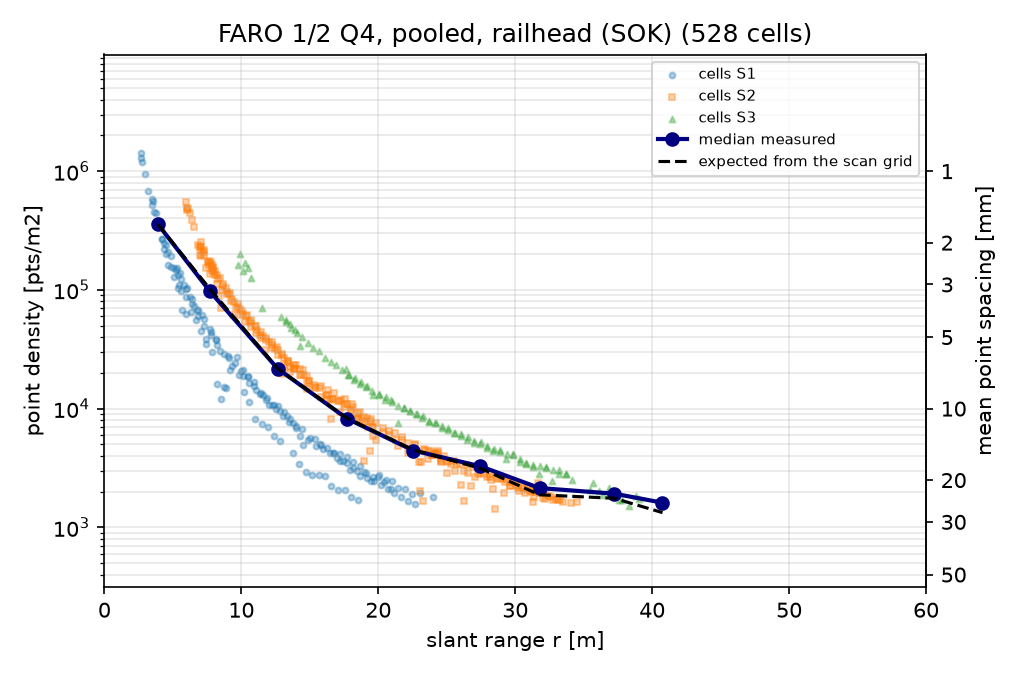 FARO 1/2 Q4, pooled, railhead (SOK) (528 cells)
cells S1
cells S2
cells S3
median measured
expected from the scan grid
point density [pts/m2]
10^6
10^5
10^4
10^3
mean point spacing [mm]
1
2
3
5
10
20
30
50
0 10 20 30 40 50 60
slant range r [m]